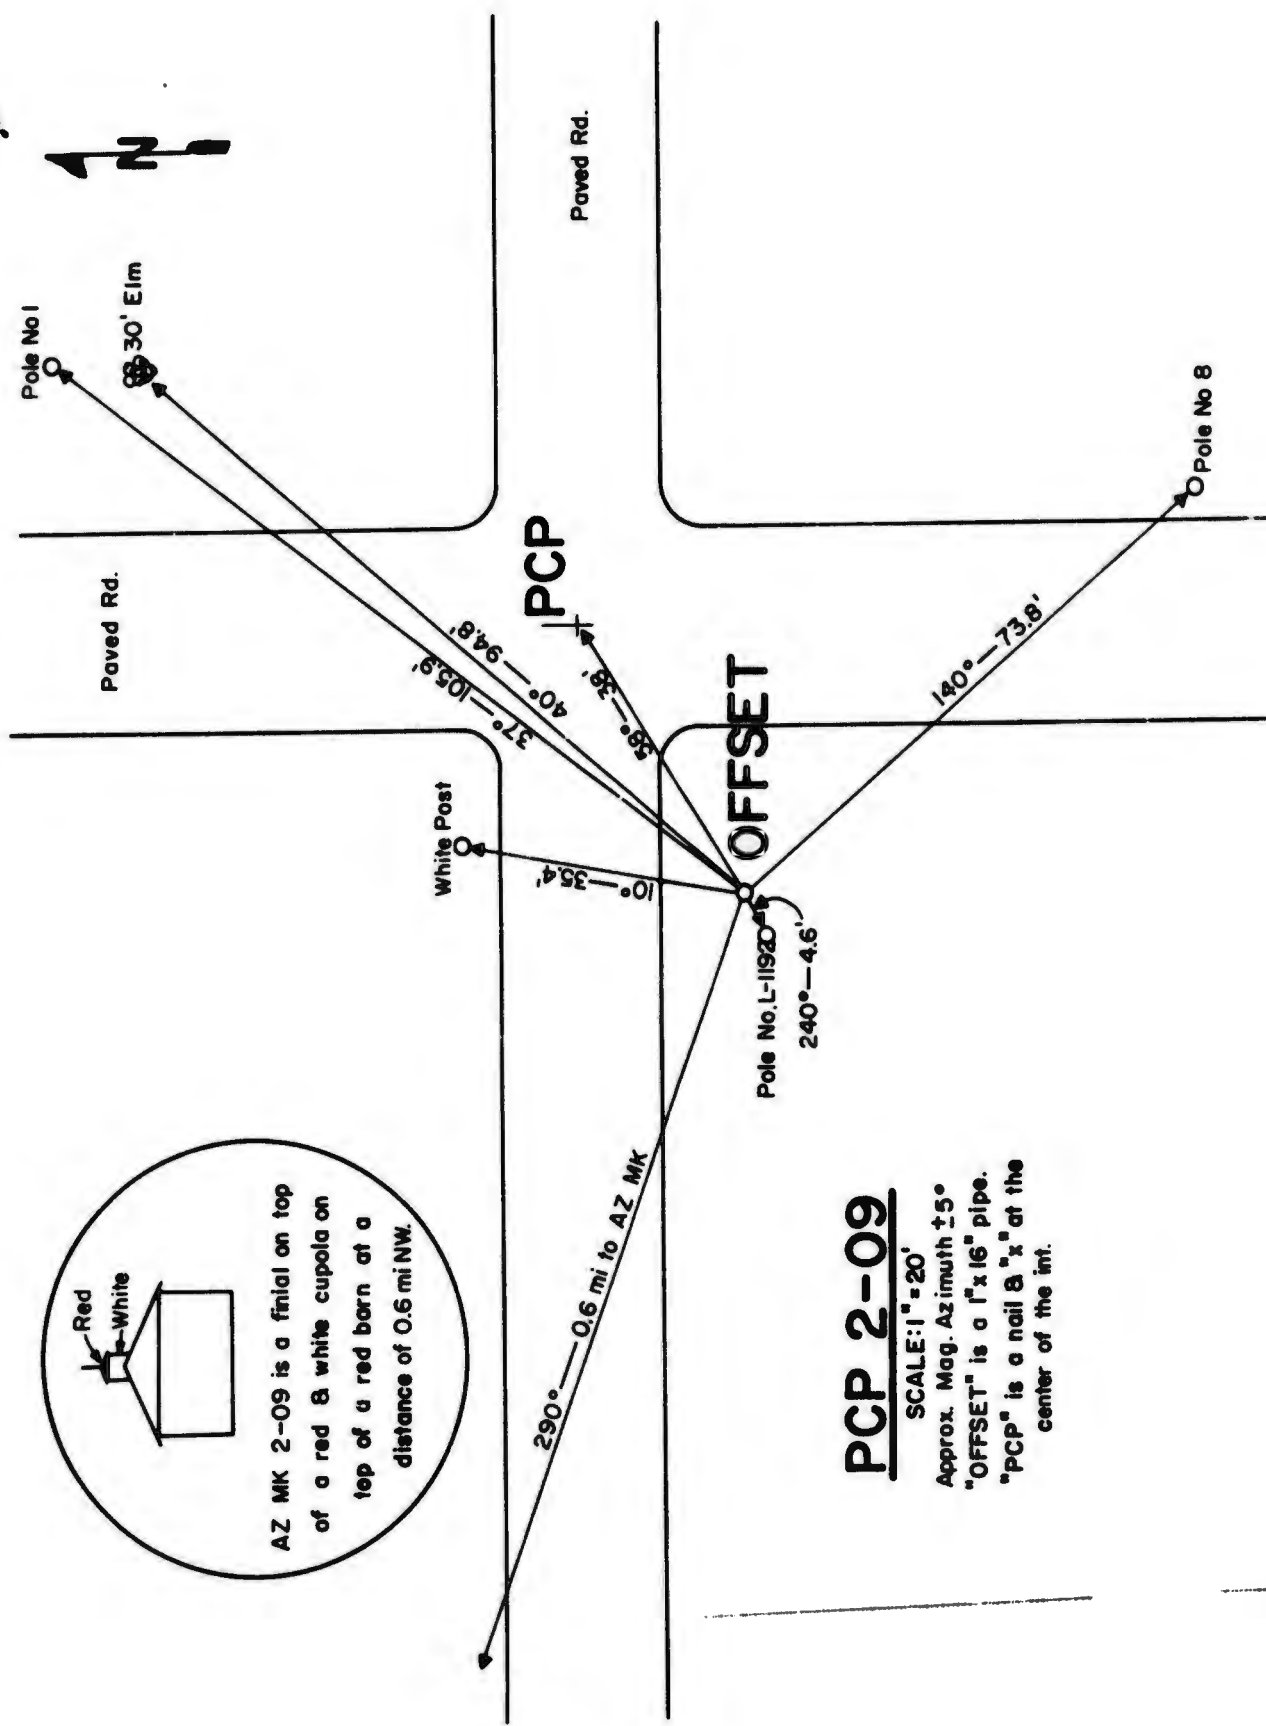 Red
White
AZ MK 2-09 is a finial on top
of a red & white cupola on
top of a red barn at a
distance of 0.6 mi NW.
Paved Rd.
Pole No 1
30' Elm
N
White Post
37°—105.9'
40°—94.8'
PCP
Paved Rd.
10°—35.4'
58°—38'
OFFSET
290°—0.6 mi to AZ MK
Pole No. L-1192
240°—4.6'
140°—73.8'
Pole No 8
PCP 2-09
SCALE: 1" = 20'
Approx. Mag. Azimuth ±5°
"OFFSET" is a 1" x 16" pipe.
"PCP" is a nail & "x" at the
center of the int.